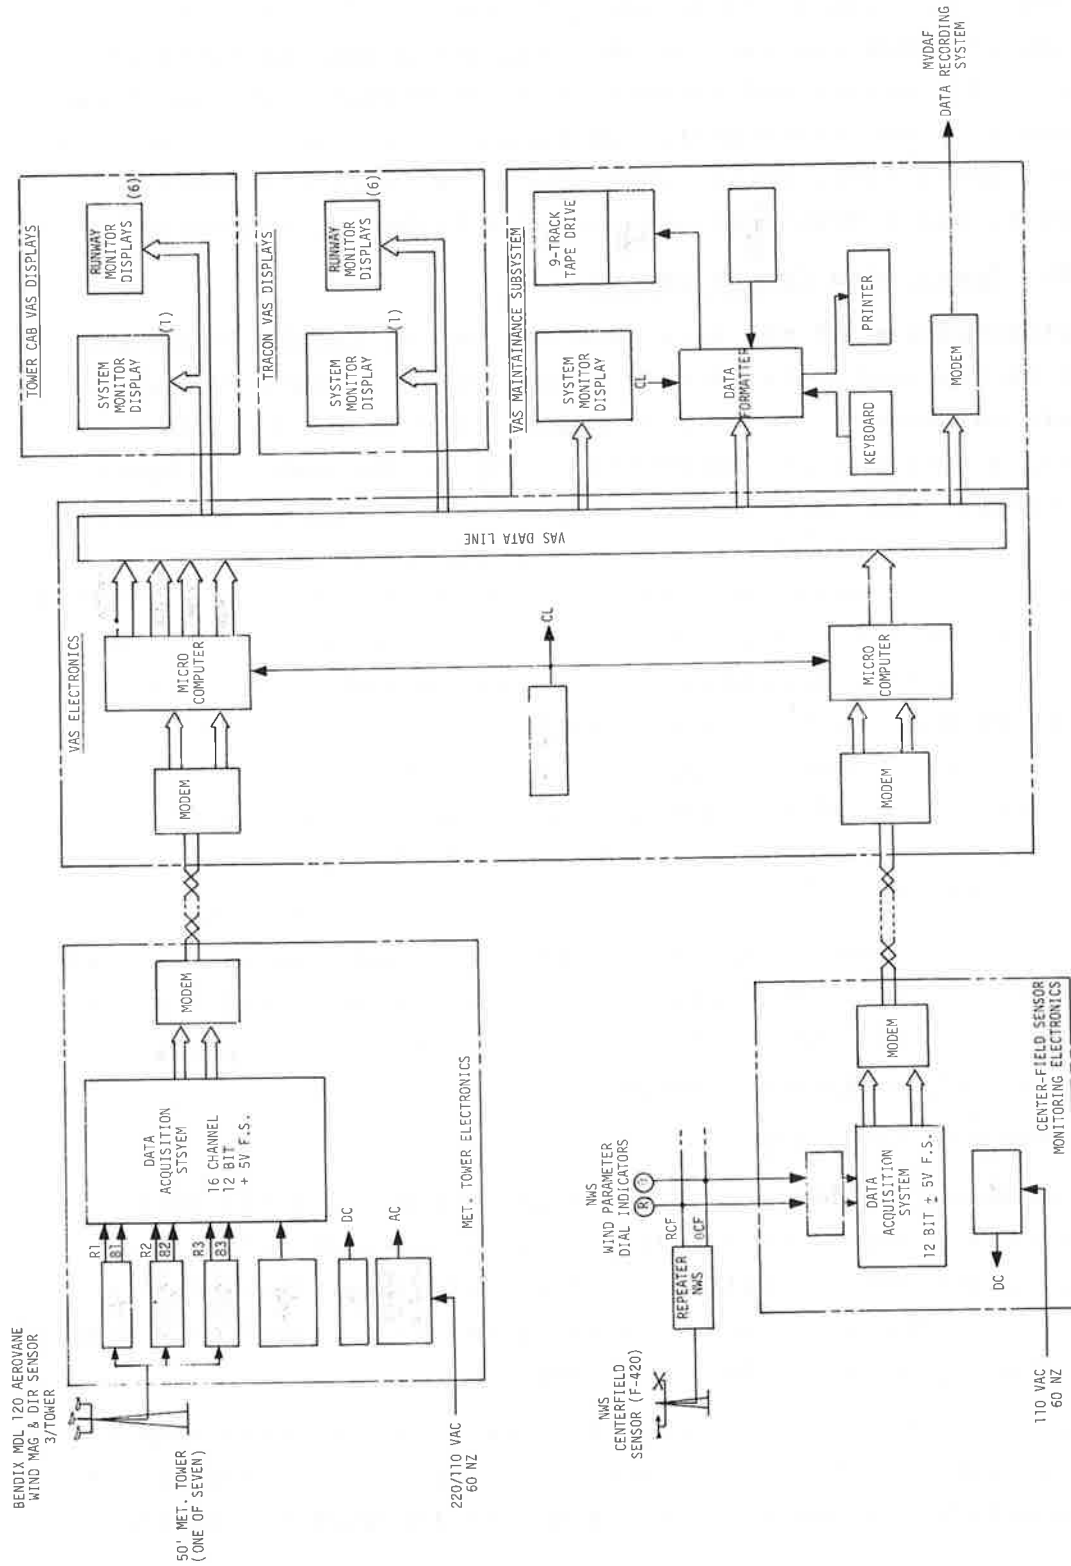 BENDIX MDL 120 AEROVANE
WIND MAG & DIR SENSOR
3/TOWER
50' MET. TOWER
(ONE OF SEVEN)
220/110 VAC
60 NZ
R1
R2
R3
DC
AC
DATA
ACQUISITION
STSYEM
16 CHANNEL
12 BIT
+ 5V F.S.
MODEM
MET. TOWER ELECTRONICS
NWS
CENTERFIELD
SENSOR (F-420)
REPEATER
NWS
RCF
NWS
WIND PARAMETER
DIAL INDICATORS
R
DATA
ACQUISITION
SYSTEM
12 BIT ± 5V F.S.
MODEM
DC
110 VAC
60 NZ
CENTER-FIELD SENSOR
MONITORING ELECTRONICS
VAS ELECTRONICS
MODEM
MICRO
COMPUTER
CL
MODEM
MICRO
COMPUTER
VAS DATA LINE
TOWER CAB VAS DISPLAYS
SYSTEM
MONITOR
DISPLAY
(1)
RUNWAY
MONITOR
DISPLAYS
(6)
TRACON VAS DISPLAYS
SYSTEM
MONITOR
DISPLAY
(1)
RUNWAY
MONITOR
DISPLAYS
(6)
VAS MAINTAINANCE SUBSYSTEM
SYSTEM
MONITOR
DISPLAY
CL
9-TRACK
TAPE DRIVE
DATA
FORMATTER
KEYBOARD
PRINTER
MODEM
MVDAF
DATA RECORDING
SYSTEM